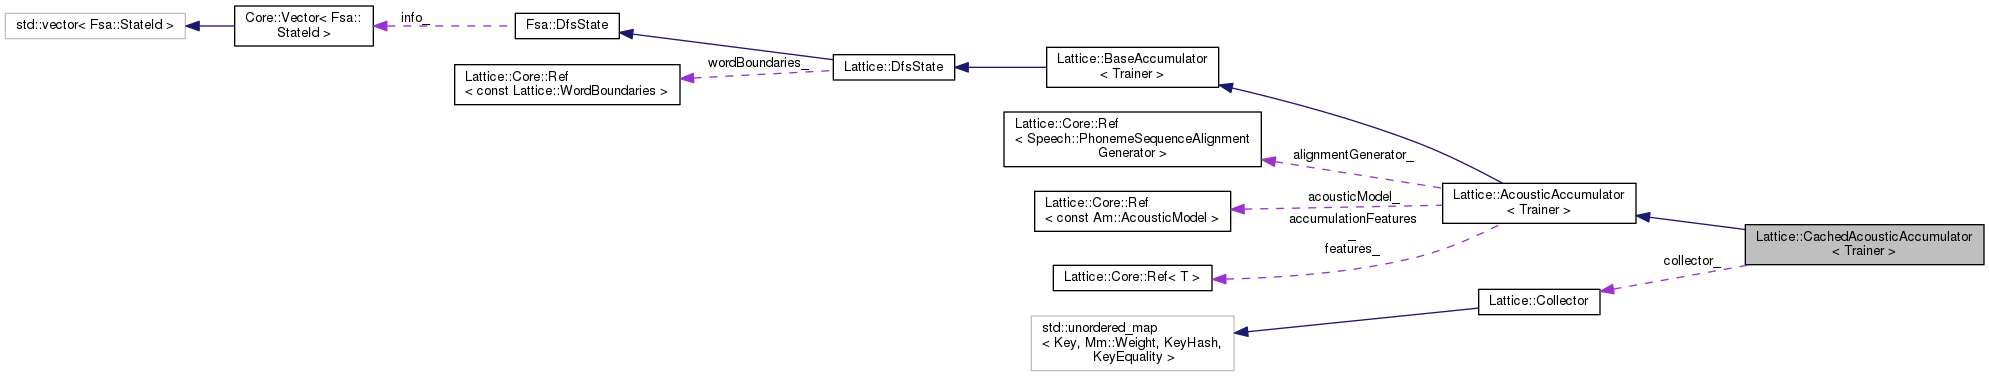 std::vector< Fsa::StateId >
Core::Vector< Fsa::
StateId >
info_
Fsa::DfsState
Lattice::Core::Ref
< const Lattice::WordBoundaries >
wordBoundaries_
Lattice::DfsState
Lattice::BaseAccumulator
< Trainer >
Lattice::Core::Ref
< Speech::PhonemeSequenceAlignment
Generator >
alignmentGenerator_
Lattice::Core::Ref
< const Am::AcousticModel >
acousticModel_
accumulationFeatures
_
features_
Lattice::Core::Ref< T >
Lattice::AcousticAccumulator
< Trainer >
Lattice::CachedAcousticAccumulator
< Trainer >
collector_
Lattice::Collector
std::unordered_map
< Key, Mm::Weight, KeyHash,
KeyEquality >